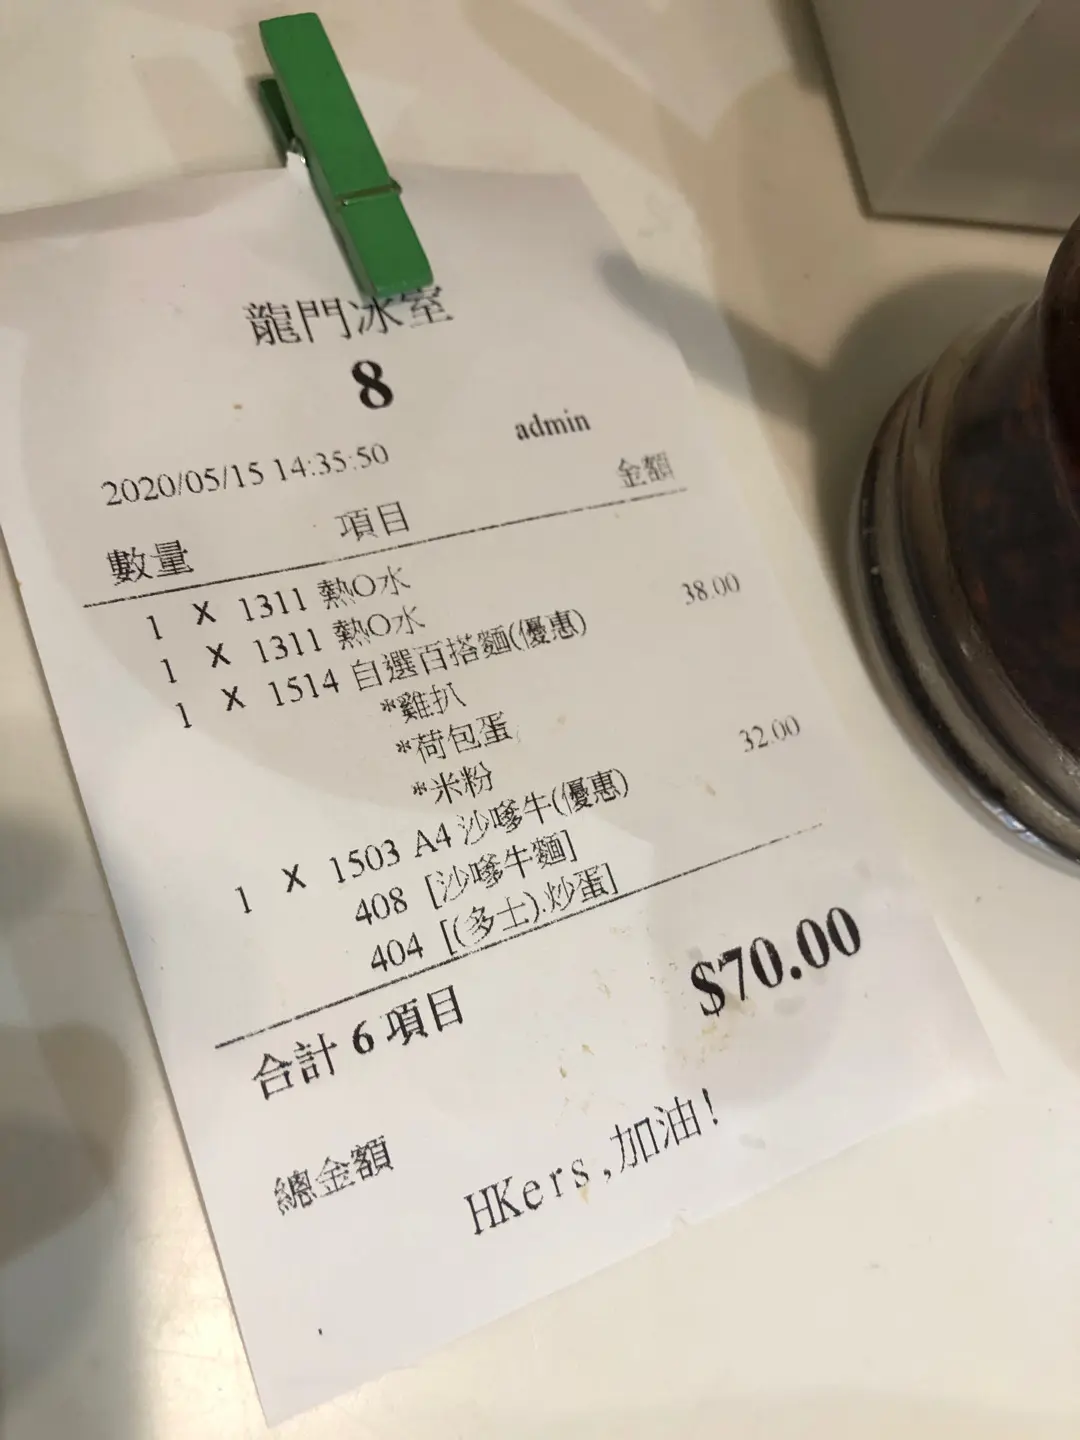 龍門冰室
8
2020/05/15 14:35:50 admin
數量 項目 金額
1 X 1311 熱O水
1 X 1311 熱O水
1 X 1514 自選百搭麵(優惠) 38.00
*雞扒
*荷包蛋
*米粉
1 X 1503 A4 沙嗲牛(優惠) 32.00
408 [沙嗲牛麵]
404 [(多士).炒蛋]
合計 6 項目
總金額 $70.00
HKers,加油!